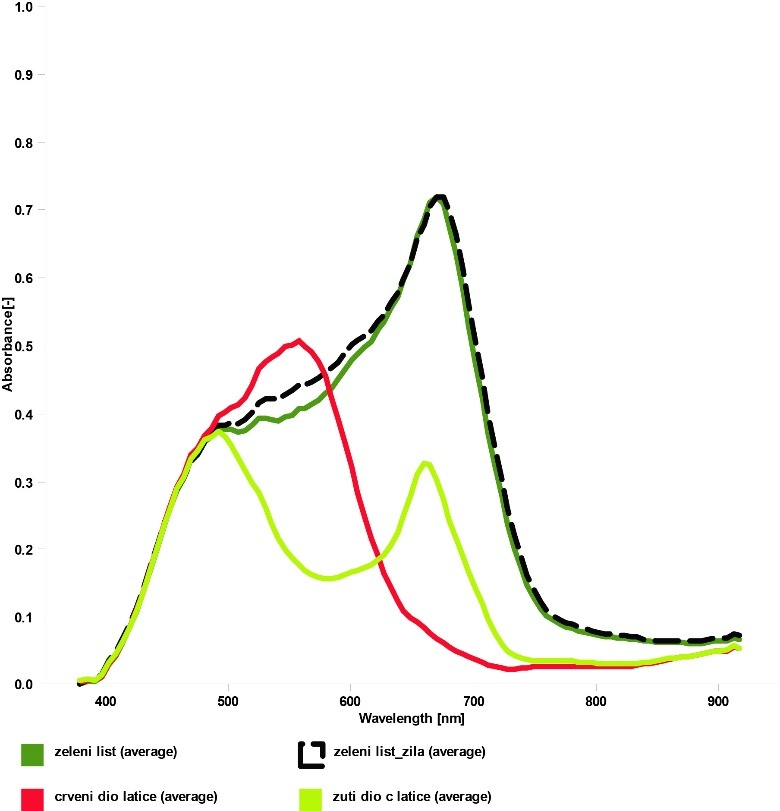 1.0
0.9
0.8
0.7
0.6
0.5
0.4
0.3
0.2
0.1
0.0
Absorbance[-]
400 500 600 700 800 900
Wavelength [nm]
zeleni list (average)
zeleni list_zila (average)
crveni dio latice (average)
zuti dio c latice (average)